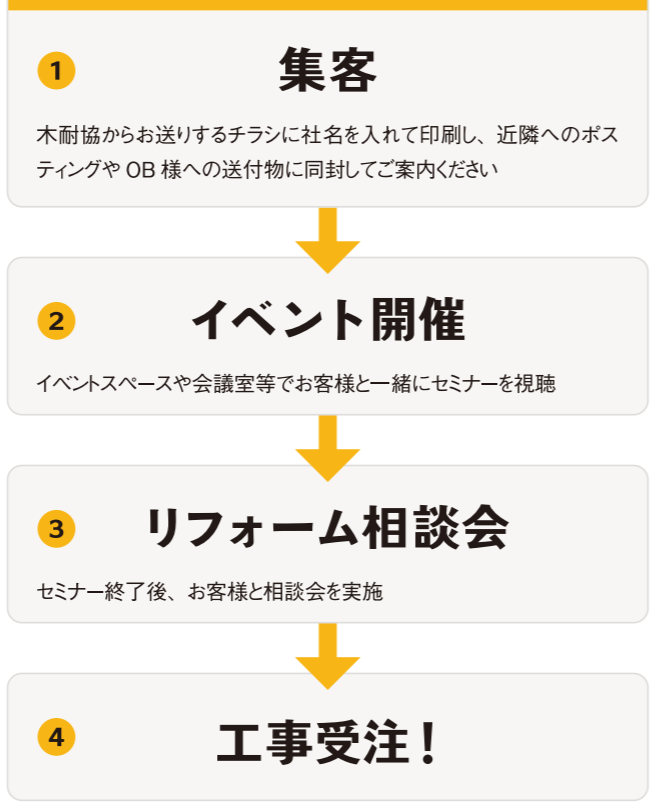 1
集客
木耐協からお送りするチラシに社名を入れて印刷し、近隣へのポス
ティングや OB 様への送付物に同封してご案内ください
2
イベント開催
イベントスペースや会議室等でお客様と一緒にセミナーを視聴
3
リフォーム相談会
セミナー終了後、お客様と相談会を実施
4
工事受注!